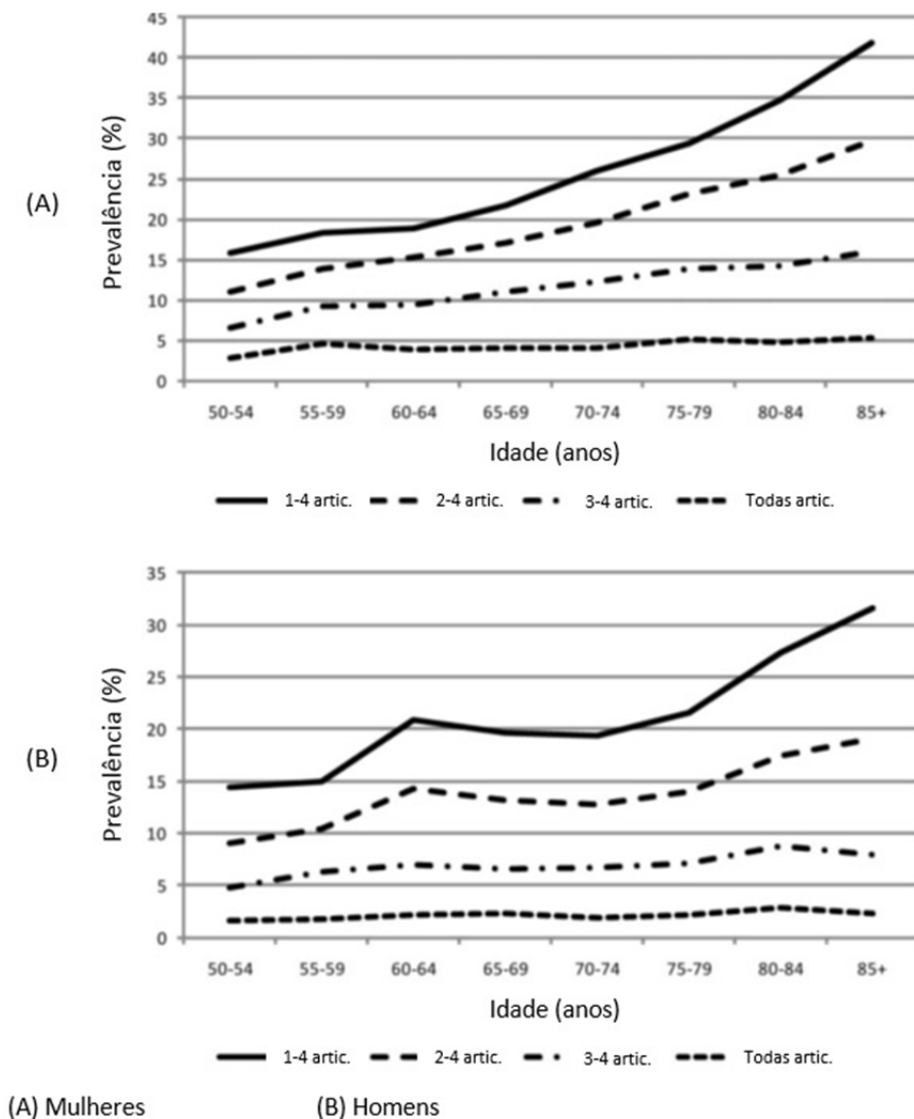 45
40
35
30
25
20
15
10
5
0
Prevalência (%)
(A)
50-54 55-59 60-64 65-69 70-74 75-79 80-84 85+
Idade (anos)
1-4 artic. 2-4 artic. 3-4 artic. Todas artic.
35
30
25
20
15
10
5
0
Prevalência (%)
(B)
50-54 55-59 60-64 65-69 70-74 75-79 80-84 85+
Idade (anos)
1-4 artic. 2-4 artic. 3-4 artic. Todas artic.
(A) Mulheres (B) Homens